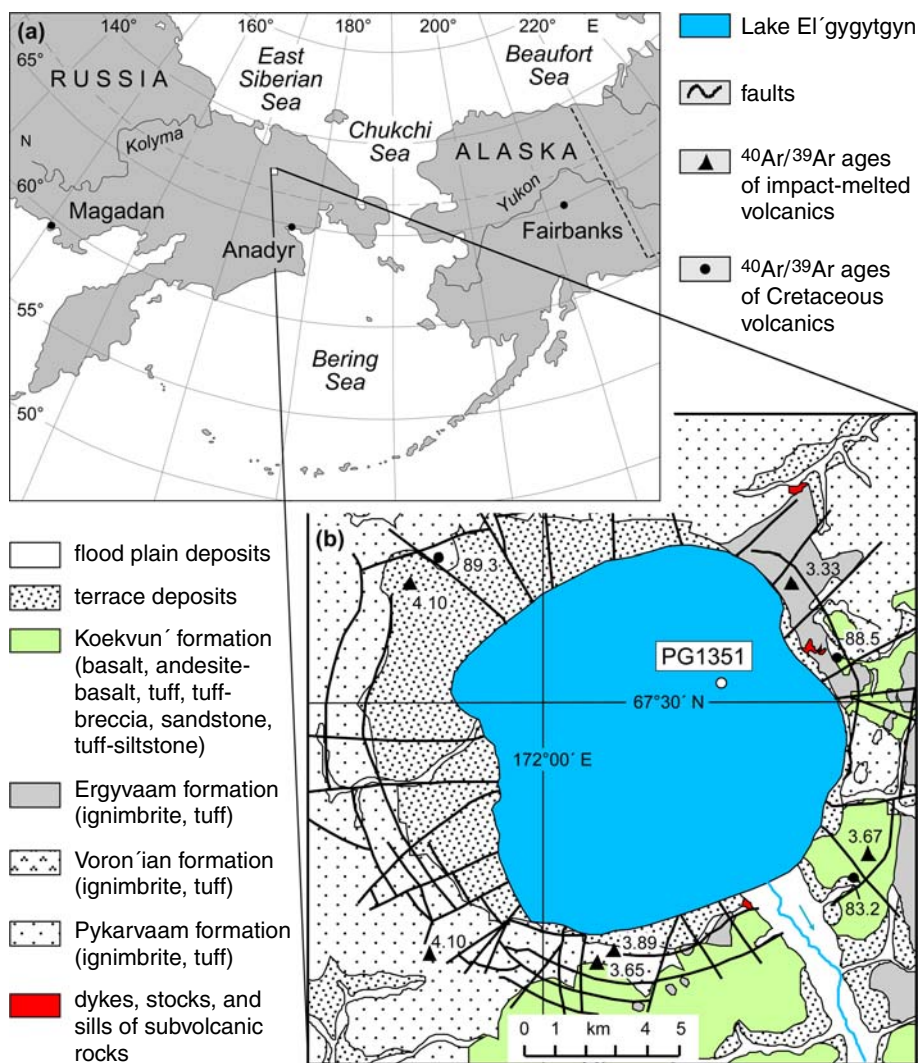 (a)
140°
160°
180°
200°
220°
E
65°
60°
55°
50°
N
RUSSIA
East
Siberian
Sea
Beaufort
Sea
Chukchi
Sea
ALASKA
Kolyma
Yukon
Magadan
Anadyr
Fairbanks
Bering
Sea
Lake El´gygytgyn
faults
40Ar/39Ar ages
of impact-melted
volcanics
40Ar/39Ar ages
of Cretaceous
volcanics
flood plain deposits
terrace deposits
Koekvun´ formation
(basalt, andesite-
basalt, tuff, tuff-
breccia, sandstone,
tuff-siltstone)
Ergyvaam formation
(ignimbrite, tuff)
Voron´ian formation
(ignimbrite, tuff)
Pykarvaam formation
(ignimbrite, tuff)
dykes, stocks, and
sills of subvolcanic
rocks
(b)
89.3
4.10
3.33
88.5
PG1351
67°30´ N
172°00´ E
3.67
83.2
4.10
3.89
3.65
0 1 km 4 5